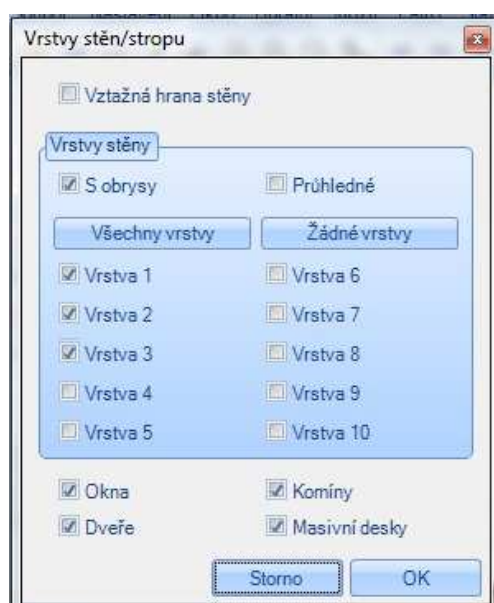 Vrstvy stěn/stropu
Vztažná hrana stěny
Vrstvy stěny
S obrysy Průhledné
Všechny vrstvy Žádné vrstvy
Vrstva 1 Vrstva 6
Vrstva 2 Vrstva 7
Vrstva 3 Vrstva 8
Vrstva 4 Vrstva 9
Vrstva 5 Vrstva 10
Okna Komíny
Dveře Masivní desky
Storno OK